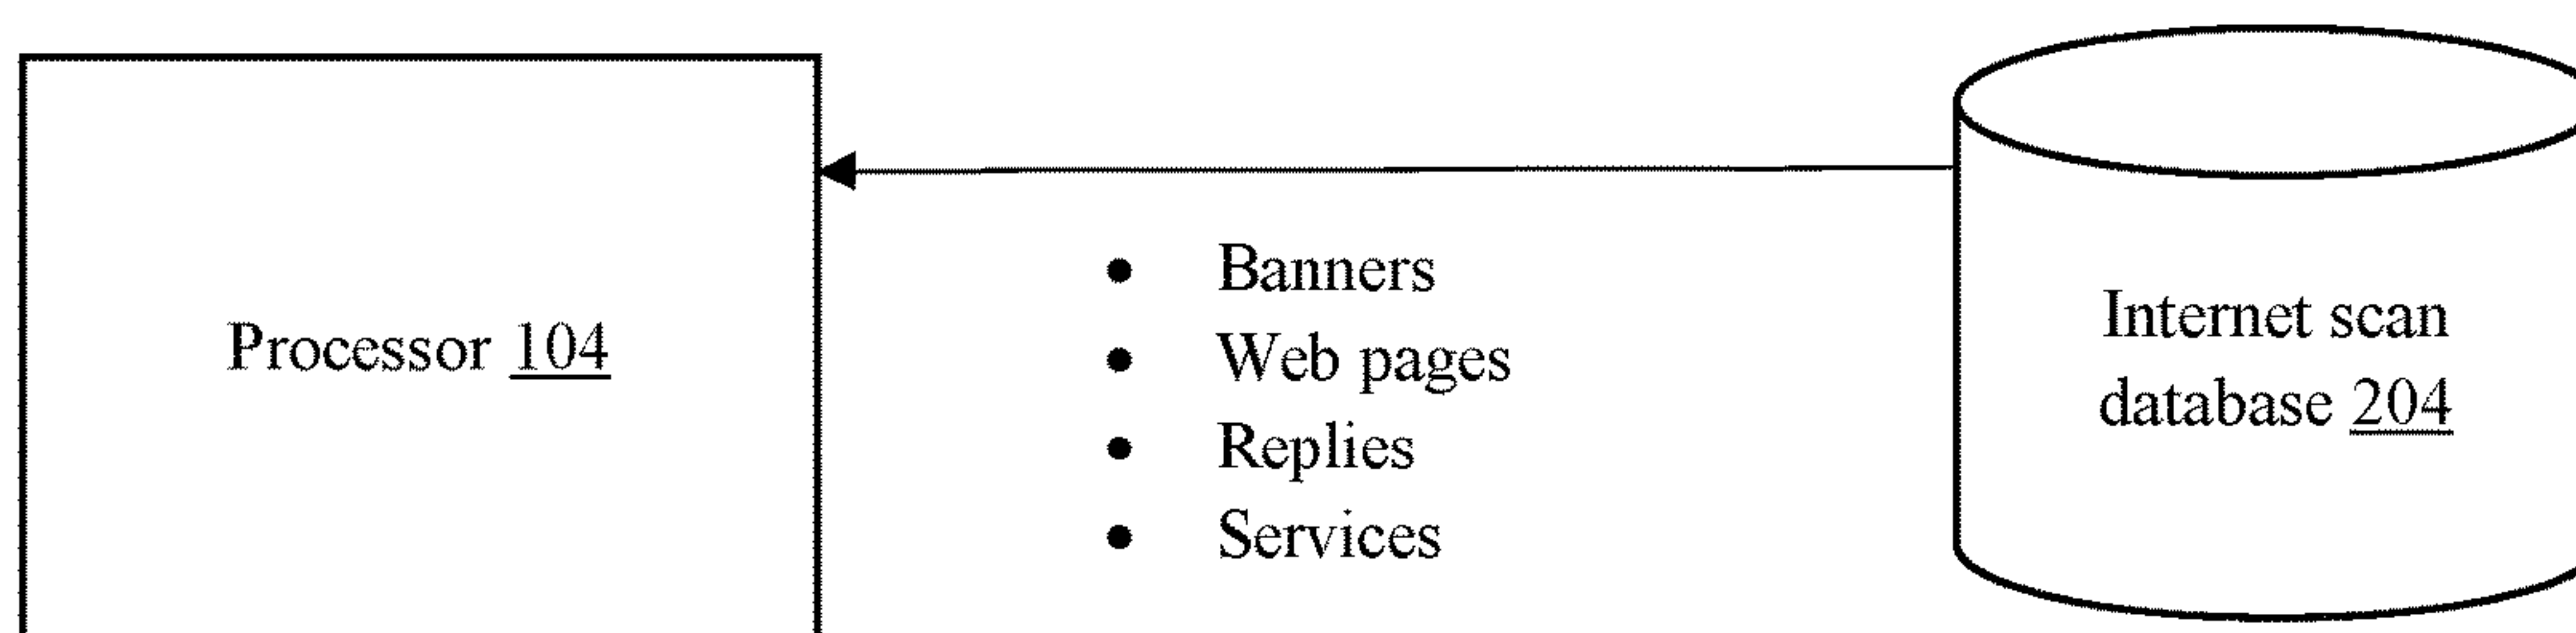 Processor 104
• Banners
• Web pages
• Replies
• Services
Internet scan
database 204